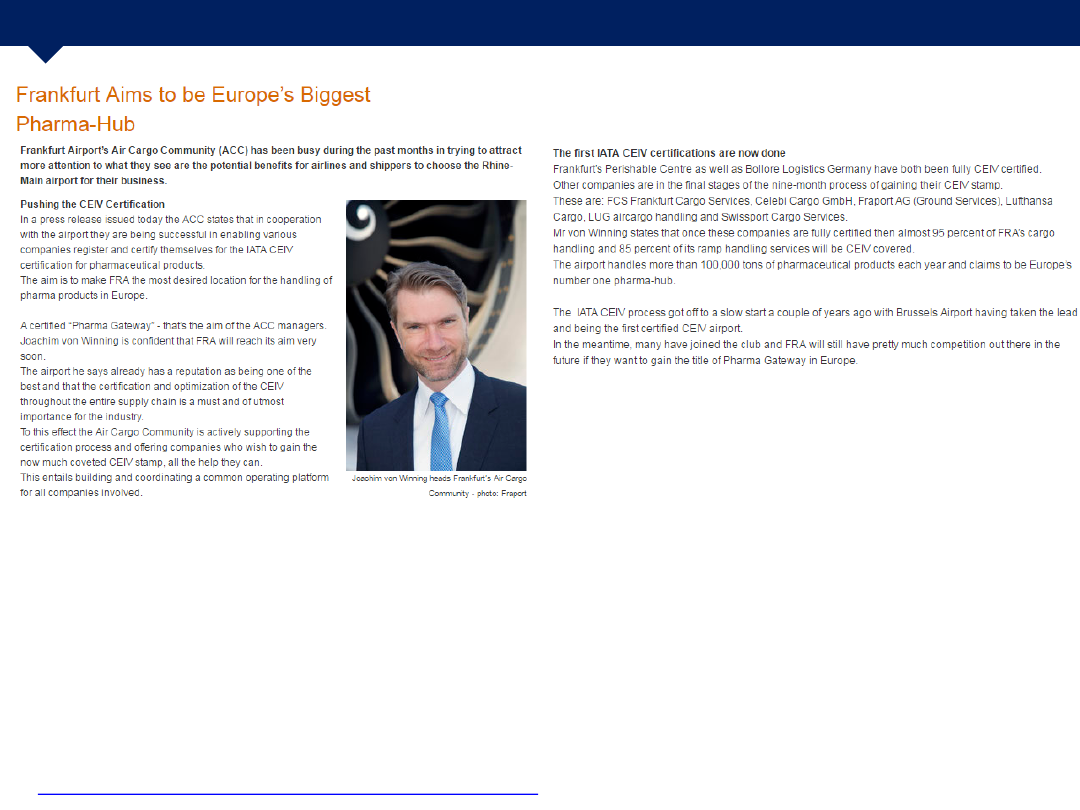 Frankfurt Aims to be Europe's Biggest
Pharma-Hub
Frankfurt Airport's Air Cargo Community (ACC) has been busy during the past months in trying to attract
more attention to what they see are the potential benefits for airlines and shippers to choose the Rhine-
Main airport for their business.
Pushing the CEIV Certification
In a press release issued today the ACC states that in cooperation
with the airport they are being successful in enabling various
companies register and certify themselves for the IATA CEIV
certification for pharmaceutical products.
The aim is to make FRA the most desired location for the handling of
pharma products in Europe.
A certified "Pharma Gateway" - that's the aim of the ACC managers.
Joachim von Winning is confident that FRA will reach its aim very
soon.
The airport he says already has a reputation as being one of the
best and that the certification and optimization of the CEIV
throughout the entire supply chain is a must and of utmost
importance for the industry.
To this effect the Air Cargo Community is actively supporting the
certification process and offering companies who wish to gain the
now much coveted CEIV stamp, all the help they can.
This entails building and coordinating a common operating platform
for all companies involved.
Joachim von Winning heads Frankfurt's Air Cargo
Community - photo: Fraport
The first IATA CEIV certifications are now done
Frankfurt's Perishable Centre as well as Bollore Logistics Germany have both been fully CEIV certified.
Other companies are in the final stages of the nine-month process of gaining their CEIV stamp.
These are: FCS Frankfurt Cargo Services, Celebi Cargo GmbH, Fraport AG (Ground Services), Lufthansa
Cargo, LUG aircargo handling and Swissport Cargo Services.
Mr von Winning states that once these companies are fully certified then almost 95 percent of FRA's cargo
handling and 85 percent of its ramp handling services will be CEIV covered.
The airport handles more than 100.000 tons of pharmaceutical products each year and claims to be Europe's
number one pharma-hub.
The IATA CEIV process got off to a slow start a couple of years ago with Brussels Airport having taken the lead
and being the first certified CEIV airport.
In the meantime, many have joined the club and FRA will still have pretty much competition out there in the
future if they want to gain the title of Pharma Gateway in Europe.